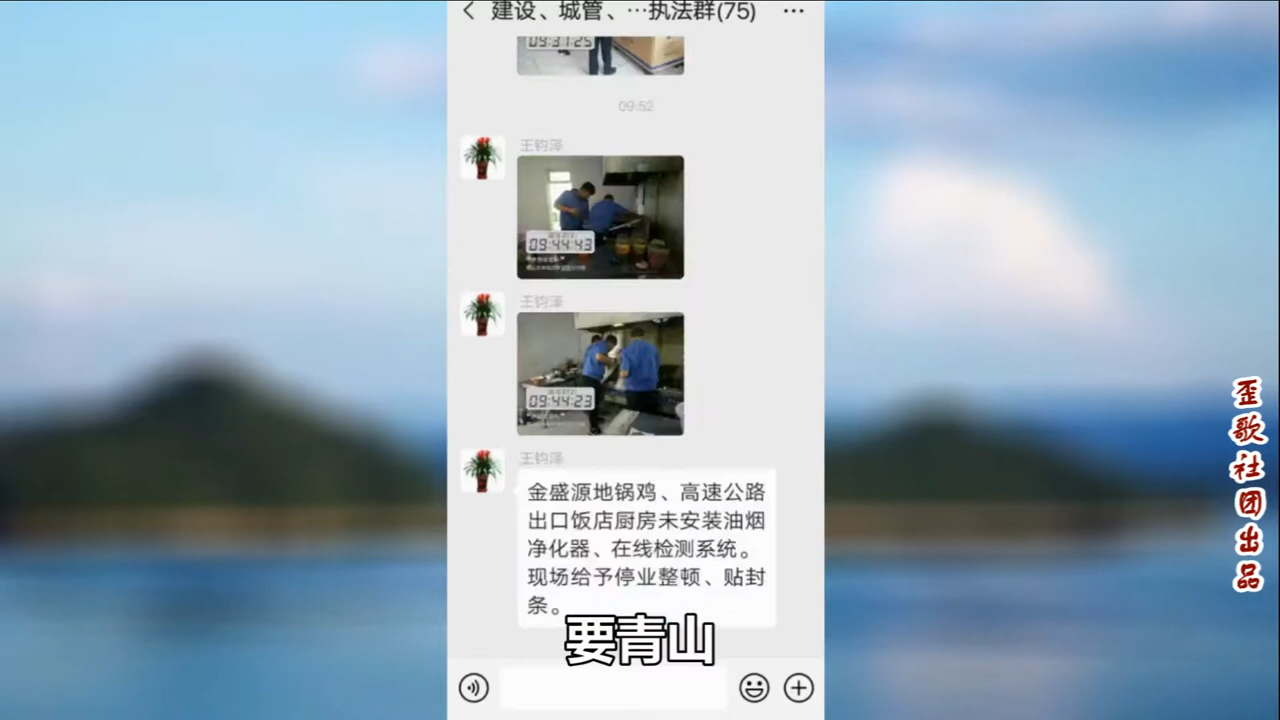 建设、城管、…执法群(75)
09:31:25
09:52
王钧泽
09:44:43
王钧泽
09:44:23
王钧泽
金盛源地锅鸡、高速公路
出口饭店厨房未安装油烟
净化器、在线检测系统。
现场给予停业整顿、贴封
条。
要青山
歪歌社团出品